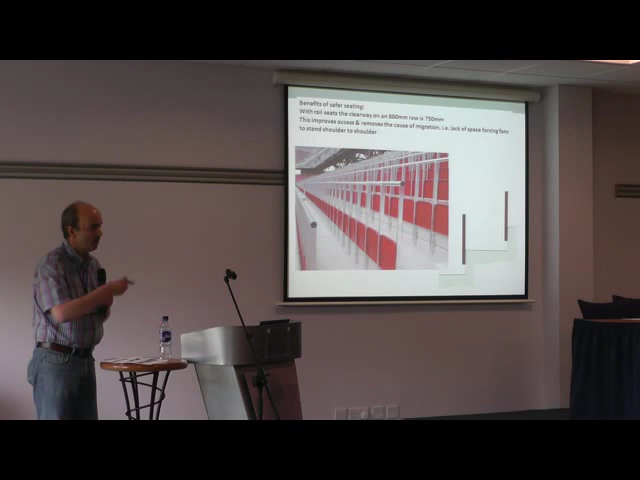 Benefits of safer seating:
With rail seats the clearway on an 800mm row is 750mm
This improves access & removes the cause of migration, i.e. lack of space forcing fans
to stand shoulder to shoulder